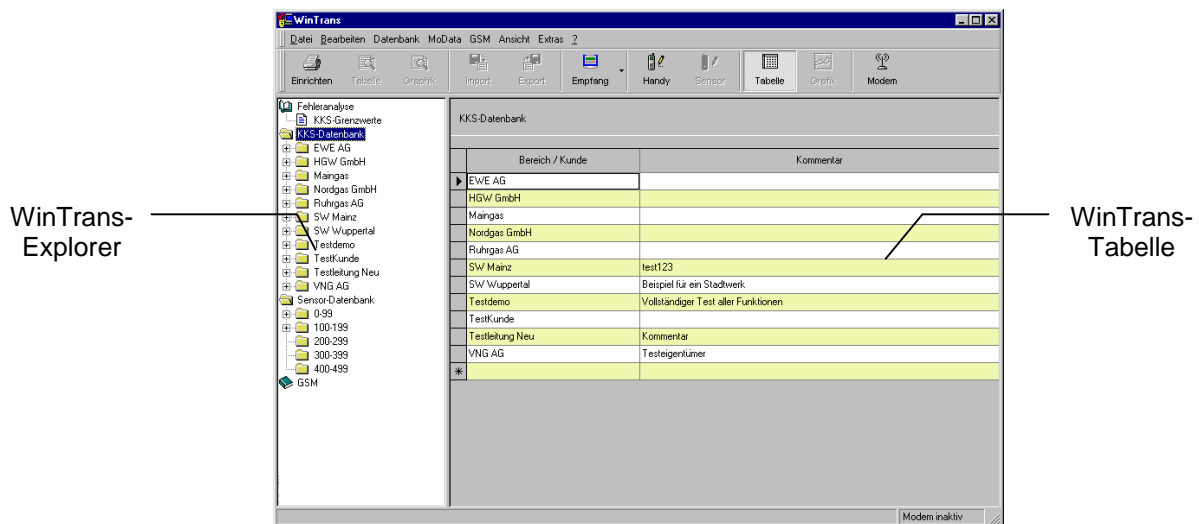 WinTrans
Datei Bearbeiten Datenbank MoData GSM Ansicht Extras ?
Einrichten Tabelle Graphik Import Export Empfang Handy Sensor Tabelle Grafik Modem
Fehleranalyse
KKS-Grenzwerte
KKS-Datenbank
EWE AG
HGW GmbH
Maingas
Nordgas GmbH
Ruhrgas AG
SW Mainz
SW Wuppertal
Testdemo
TestKunde
Testleitung Neu
VNG AG
Sensor-Datenbank
0-99
100-199
200-299
300-399
400-499
GSM
KKS-Datenbank
Bereich / Kunde Kommentar
EWE AG
HGW GmbH
Maingas
Nordgas GmbH
Ruhrgas AG
SW Mainz test123
SW Wuppertal Beispiel für ein Stadtwerk
Testdemo Vollständiger Test aller Funktionen
TestKunde
Testleitung Neu Kommentar
VNG AG Testeigentümer
Modem inaktiv
WinTrans-
Explorer
WinTrans-
Tabelle